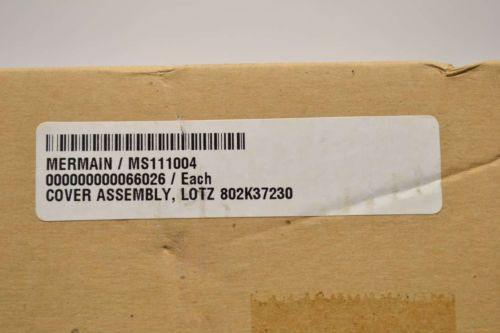 MERMAIN / MS111004
000000000066026 / Each
COVER ASSEMBLY, LOTZ 802K37230